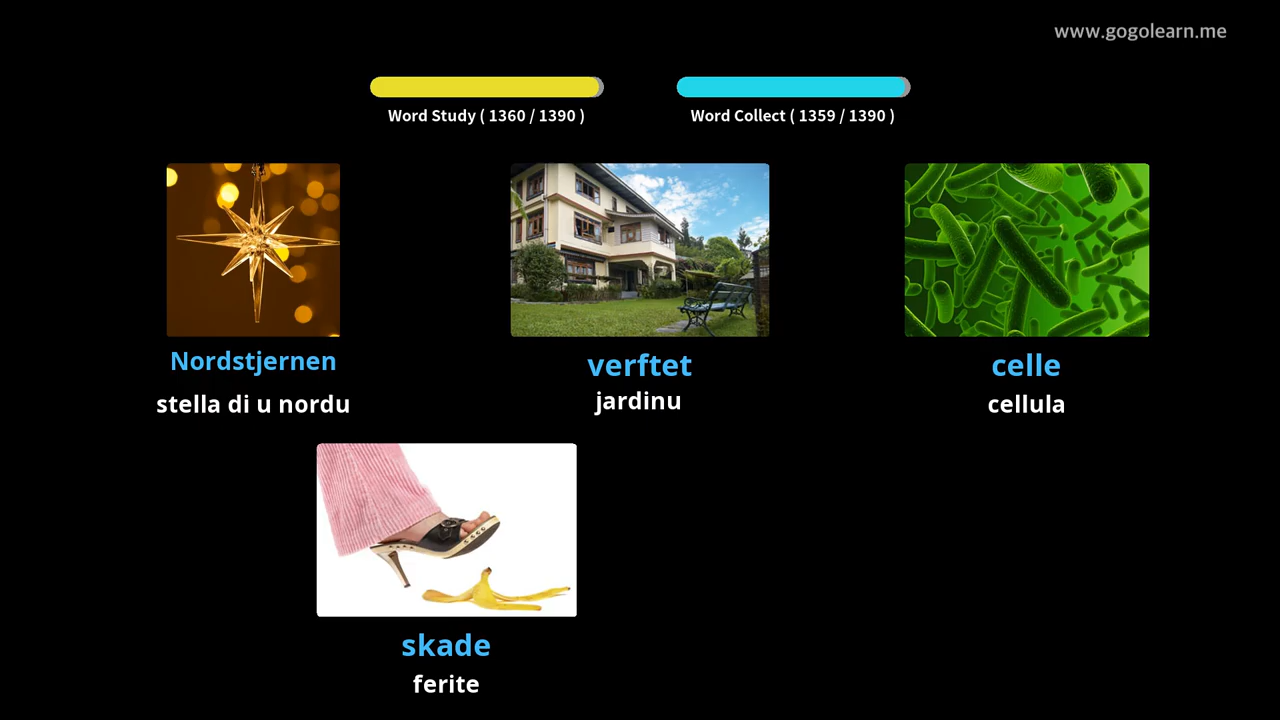 www.gogolearn.me
Word Study ( 1360 / 1390 )
Word Collect ( 1359 / 1390 )
Nordstjernen
stella di u nordu
verftet
jardinu
celle
cellula
skade
ferite